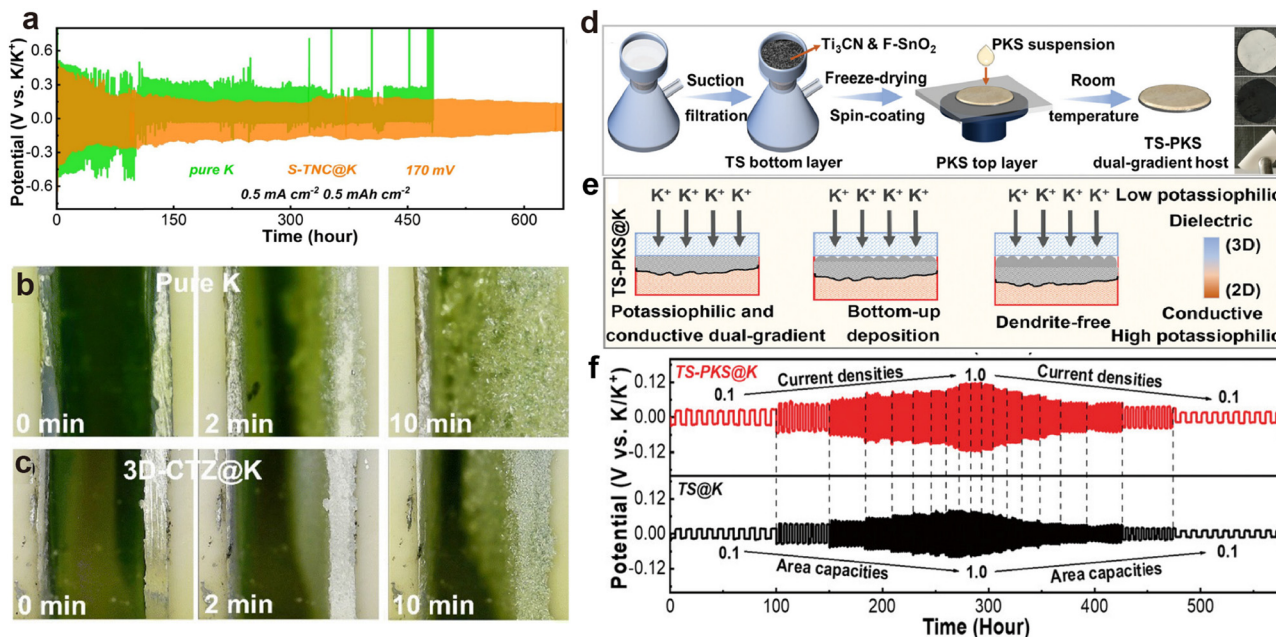 a
Potential (V vs. K/K⁺)
0.6
0.3
0.0
-0.3
-0.6
pure K
S-TNC@K
170 mV
0.5 mA cm⁻² 0.5 mAh cm⁻²
0
150
300
450
600
Time (hour)
b
Pure K
0 min
2 min
10 min
c
3D-CTZ@K
0 min
2 min
10 min
d
Suction
filtration
Ti₃CN & F-SnO₂
TS bottom layer
Freeze-drying
Spin-coating
PKS suspension
PKS top layer
Room
temperature
TS-PKS
dual-gradient host
e
TS-PKS@K
K⁺ K⁺ K⁺ K⁺
K⁺ K⁺ K⁺ K⁺
K⁺ K⁺ K⁺ K⁺
Potassiophilic and
conductive dual-gradient
Bottom-up
deposition
Dendrite-free
Low potassiophilic
Dielectric
(3D)
(2D)
Conductive
High potassiophilic
f
Potential (V vs. K/K⁺)
0.12
0.00
-0.12
TS-PKS@K
0.1
Current densities
1.0
Current densities
0.1
0.12
0.00
-0.12
TS@K
0.1
Area capacities
1.0
Area capacities
0.1
0
100
200
300
400
500
Time (Hour)